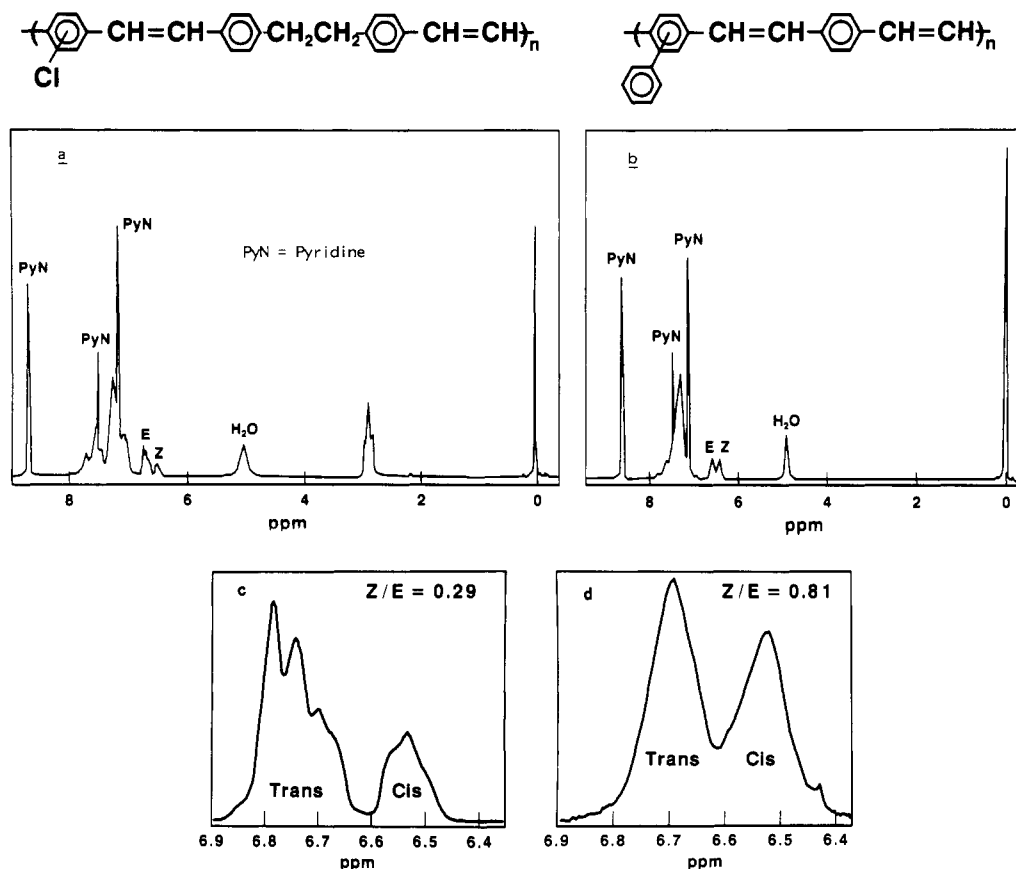 CH=CH CH₂CH₂ CH=CH n
Cl
CH=CH CH=CH n
a
PyN
PyN
PyN
PyN = Pyridine
E
Z
H₂O
8 6 4 2 0
ppm
b
PyN
PyN
PyN
E Z
H₂O
8 6 4 2 0
ppm
c Z/E = 0.29
Trans Cis
6.9 6.8 6.7 6.6 6.5 6.4
ppm
d Z/E = 0.81
Trans Cis
6.9 6.8 6.7 6.6 6.5 6.4
ppm